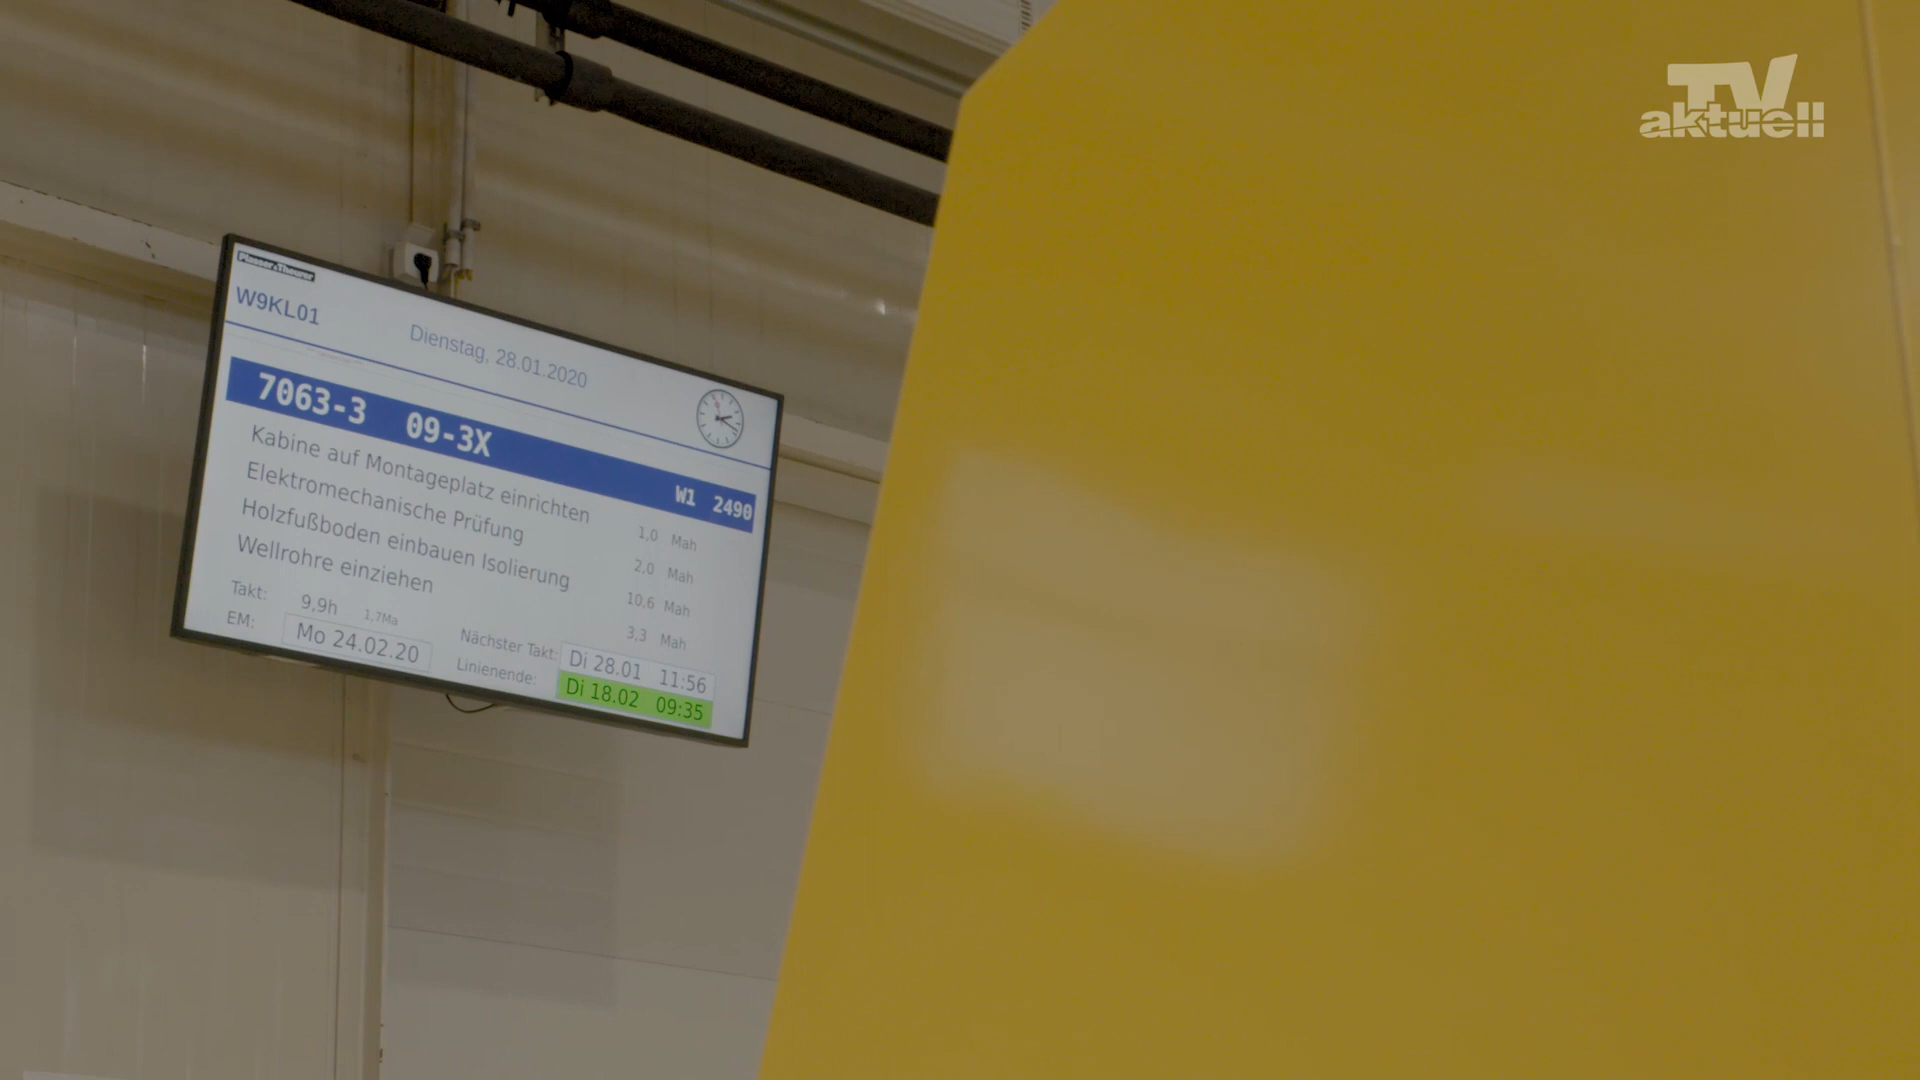 TV
aktuell
Plasser & Theurer
W9KL01
Dienstag, 28.01.2020
7063-3 09-3X W1 2490
Kabine auf Montageplatz einrichten 1,0 Mah
Elektromechanische Prüfung 2,0 Mah
Holzfußboden einbauen Isolierung 10,6 Mah
Wellrohre einziehen 3,3 Mah
Takt: 9,9h 1,7Ma Nächster Takt: Di 28.01 11:56
EM: Mo 24.02.20 Linienende: Di 18.02 09:35